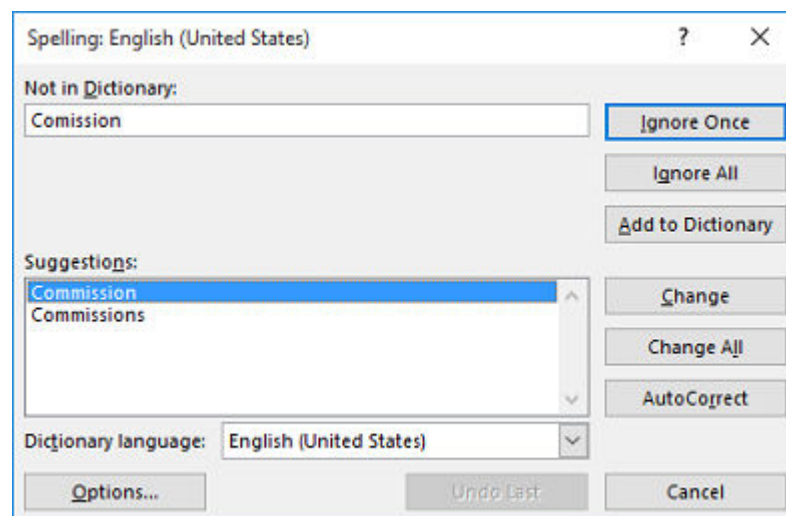 Spelling: English (United States) ?
Not in Dictionary:
Comission
Ignore Once
Ignore All
Add to Dictionary
Suggestions:
Commission
Commissions
Change
Change All
AutoCorrect
Dictionary language: English (United States)
Options... Undo Last Cancel